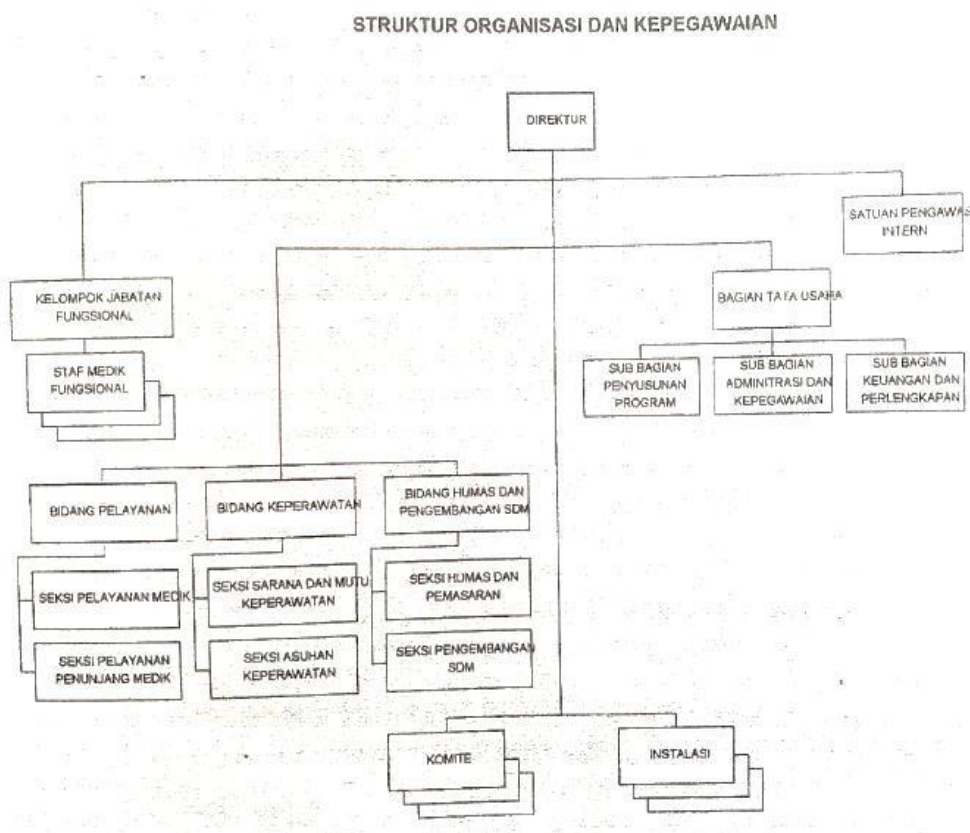 STRUKTUR ORGANISASI DAN KEPEGAWAIAN
DIREKTUR
SATUAN PENGAWAS
INTERN
KELOMPOK JABATAN
FUNGSIONAL
BAGIAN TATA USAHA
STAF MEDIK
FUNGSIONAL
SUB BAGIAN
PENYUSUNAN
PROGRAM
SUB BAGIAN
ADMINITRASI DAN
KEPEGAWAIAN
SUB BAGIAN
KEUANGAN DAN
PERLENGKAPAN
BIDANG PELAYANAN
BIDANG KEPERAWATAN
BIDANG HUMAS DAN
PENGEMBANGAN SDM
SEKSI PELAYANAN MEDIK
SEKSI SARANA DAN MUTU
KEPERAWATAN
SEKSI HUMAS DAN
PEMASARAN
SEKSI PELAYANAN
PENUNJANG MEDIK
SEKSI ASUHAN
KEPERAWATAN
SEKSI PENGEMBANGAN
SDM
KOMITE
INSTALASI